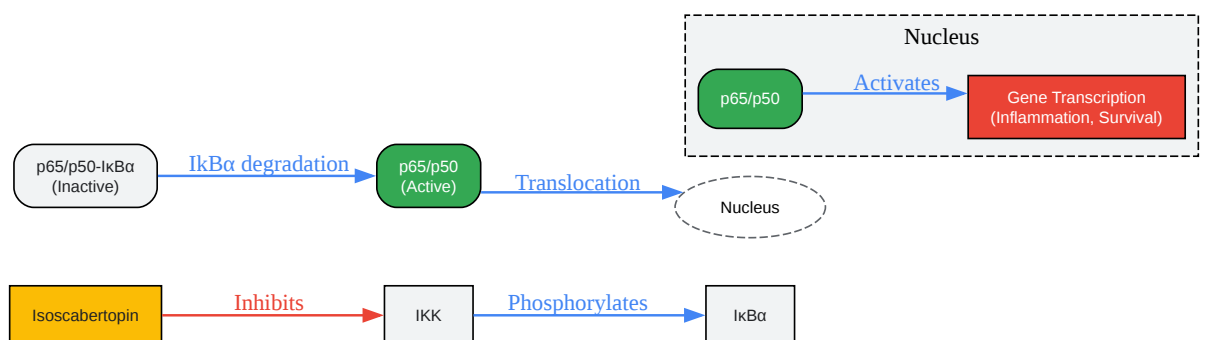 Nucleus
p65/p50
Activates
Gene Transcription
(Inflammation, Survival)
p65/p50-IκBα
(Inactive)
IkBα degradation
p65/p50
(Active)
Translocation
Nucleus
Isoscabertopin
Inhibits
IKK
Phosphorylates
IκBα